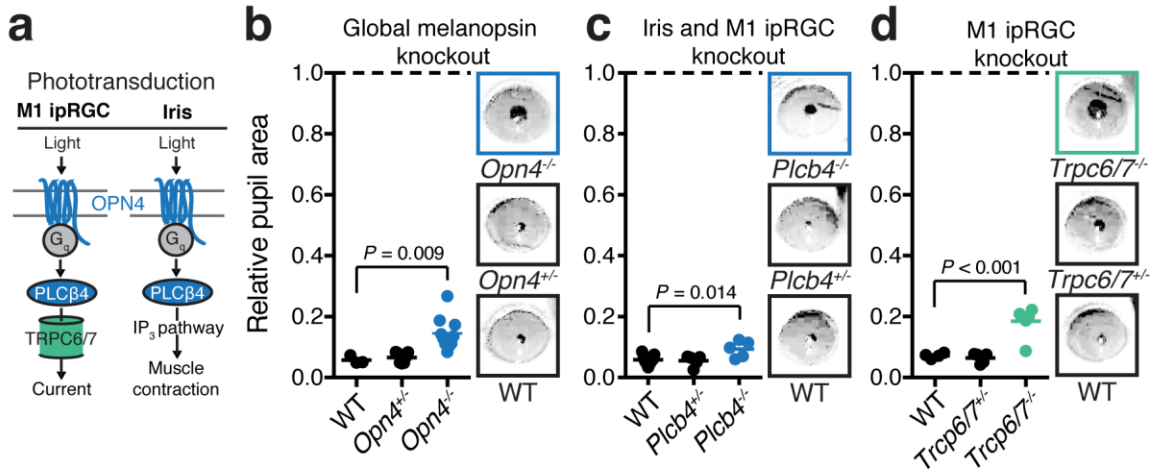 a
Phototransduction
M1 ipRGC Iris
Light Light
OPN4
Gq Gq
PLCβ4 PLCβ4
TRPC6/7 IP3 pathway
Current Muscle
contraction
b
Global melanopsin
knockout
Relative pupil area
1.0
0.8
0.6
0.4
0.2
0.0
P = 0.009
WT
Opn4+/-
Opn4-/-
Opn4-/-
Opn4+/-
WT
c
Iris and M1 ipRGC
knockout
1.0
0.8
0.6
0.4
0.2
0.0
P = 0.014
WT
Plcb4+/-
Plcb4-/-
Plcb4-/-
Plcb4+/-
WT
d
M1 ipRGC
knockout
1.0
0.8
0.6
0.4
0.2
0.0
P < 0.001
WT
Trcp6/7+/-
Trcp6/7-/-
Trpc6/7-/-
Trpc6/7+/-
WT